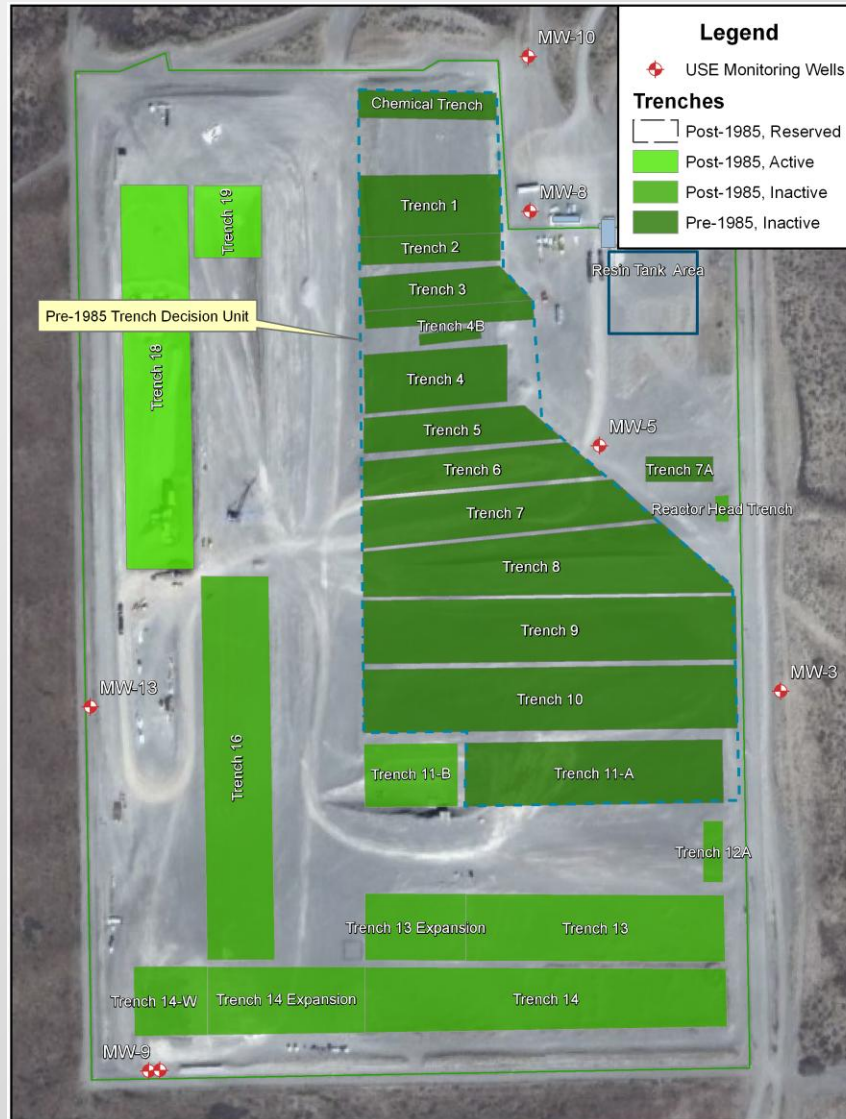 MW-10
Legend
USE Monitoring Wells
Trenches
Post-1985, Reserved
Post-1985, Active
Post-1985, Inactive
Pre-1985, Inactive
Chemical Trench
Trench 19
Trench 1
MW-8
Trench 2
Resin Tank Area
Trench 3
Pre-1985 Trench Decision Unit
Trench 4B
Trench 18
Trench 4
Trench 5
MW-5
Trench 6
Trench 7A
Trench 7
Reactor Head Trench
Trench 8
Trench 9
MW-13
MW-3
Trench 10
Trench 16
Trench 11-B
Trench 11-A
Trench 12A
Trench 13 Expansion
Trench 13
Trench 14-W
Trench 14 Expansion
Trench 14
MW-9